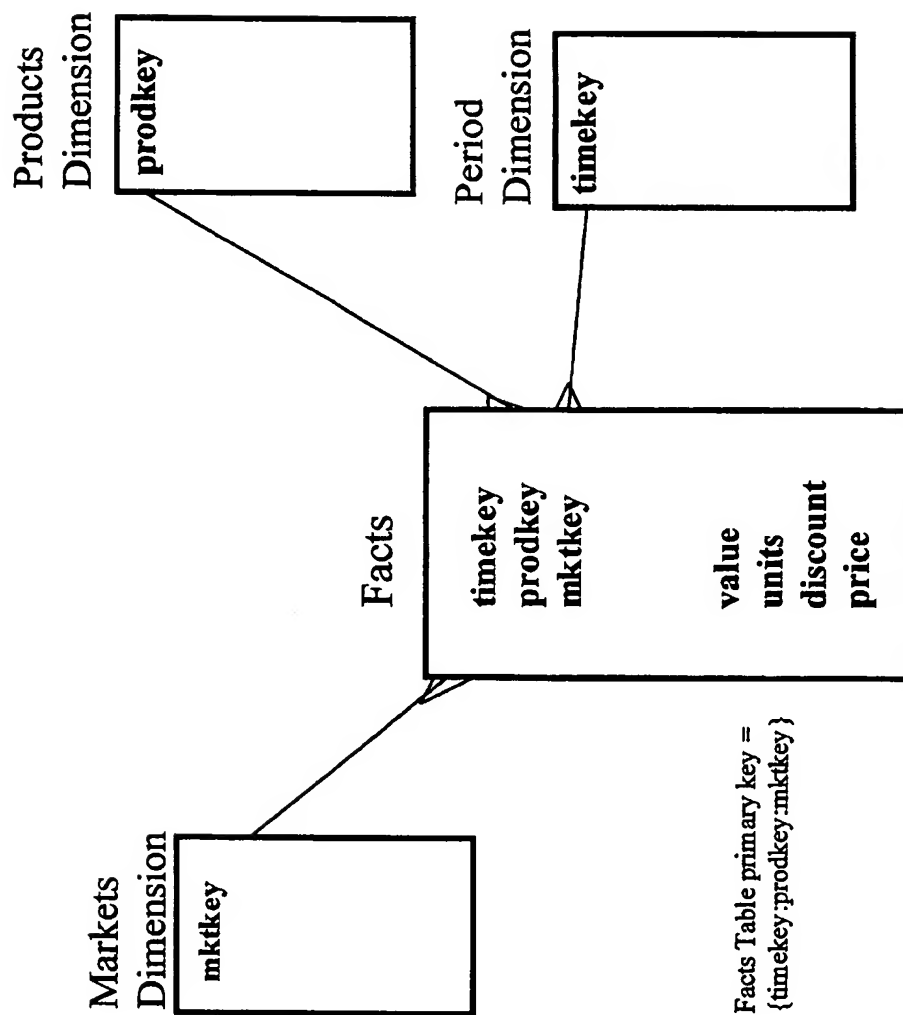 Markets
Dimension
mktkey
Facts
timekey
prodkey
mktkey
value
units
discount
price
Products
Dimension
prodkey
Period
Dimension
timekey
Facts Table primary key =
{timekey:prodkey:mktkey}